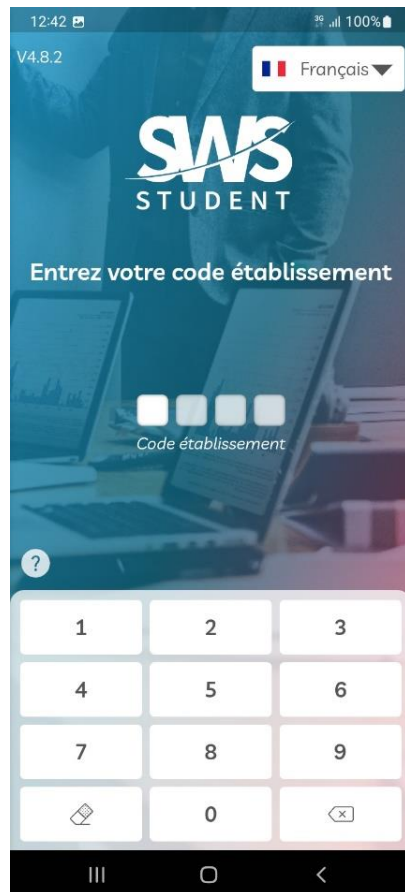 12:42 3G 100%
V4.8.2
Français
SWS
STUDENT
Entrez votre code établissement
Code établissement
?
1 2 3
4 5 6
7 8 9
0